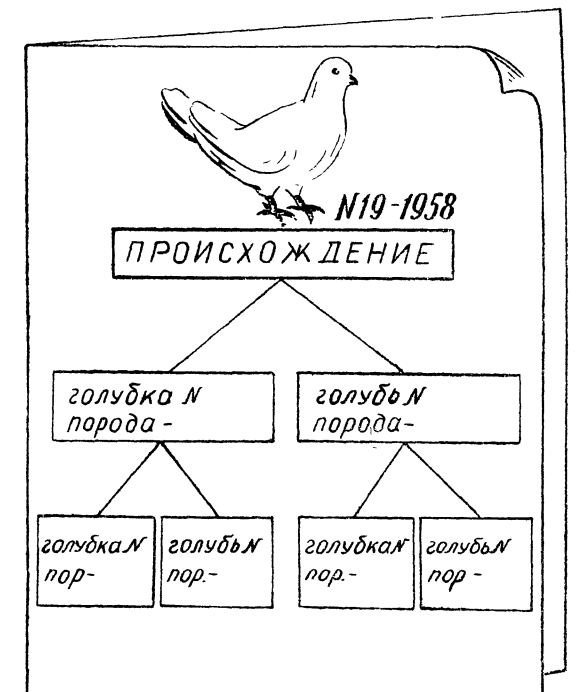 N19-1958
ПРОИСХОЖДЕНИЕ
голубка N
порода-
голубь N
порода-
голубка N
пор-
голубь N
пор.-
голубка N
пор.-
голубь N
пор-